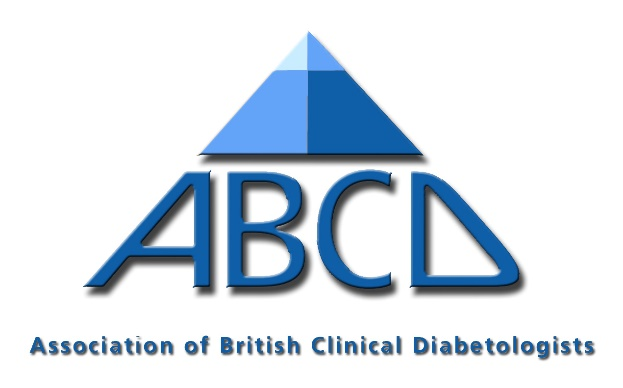 ABCD
Association of British Clinical Diabetologists